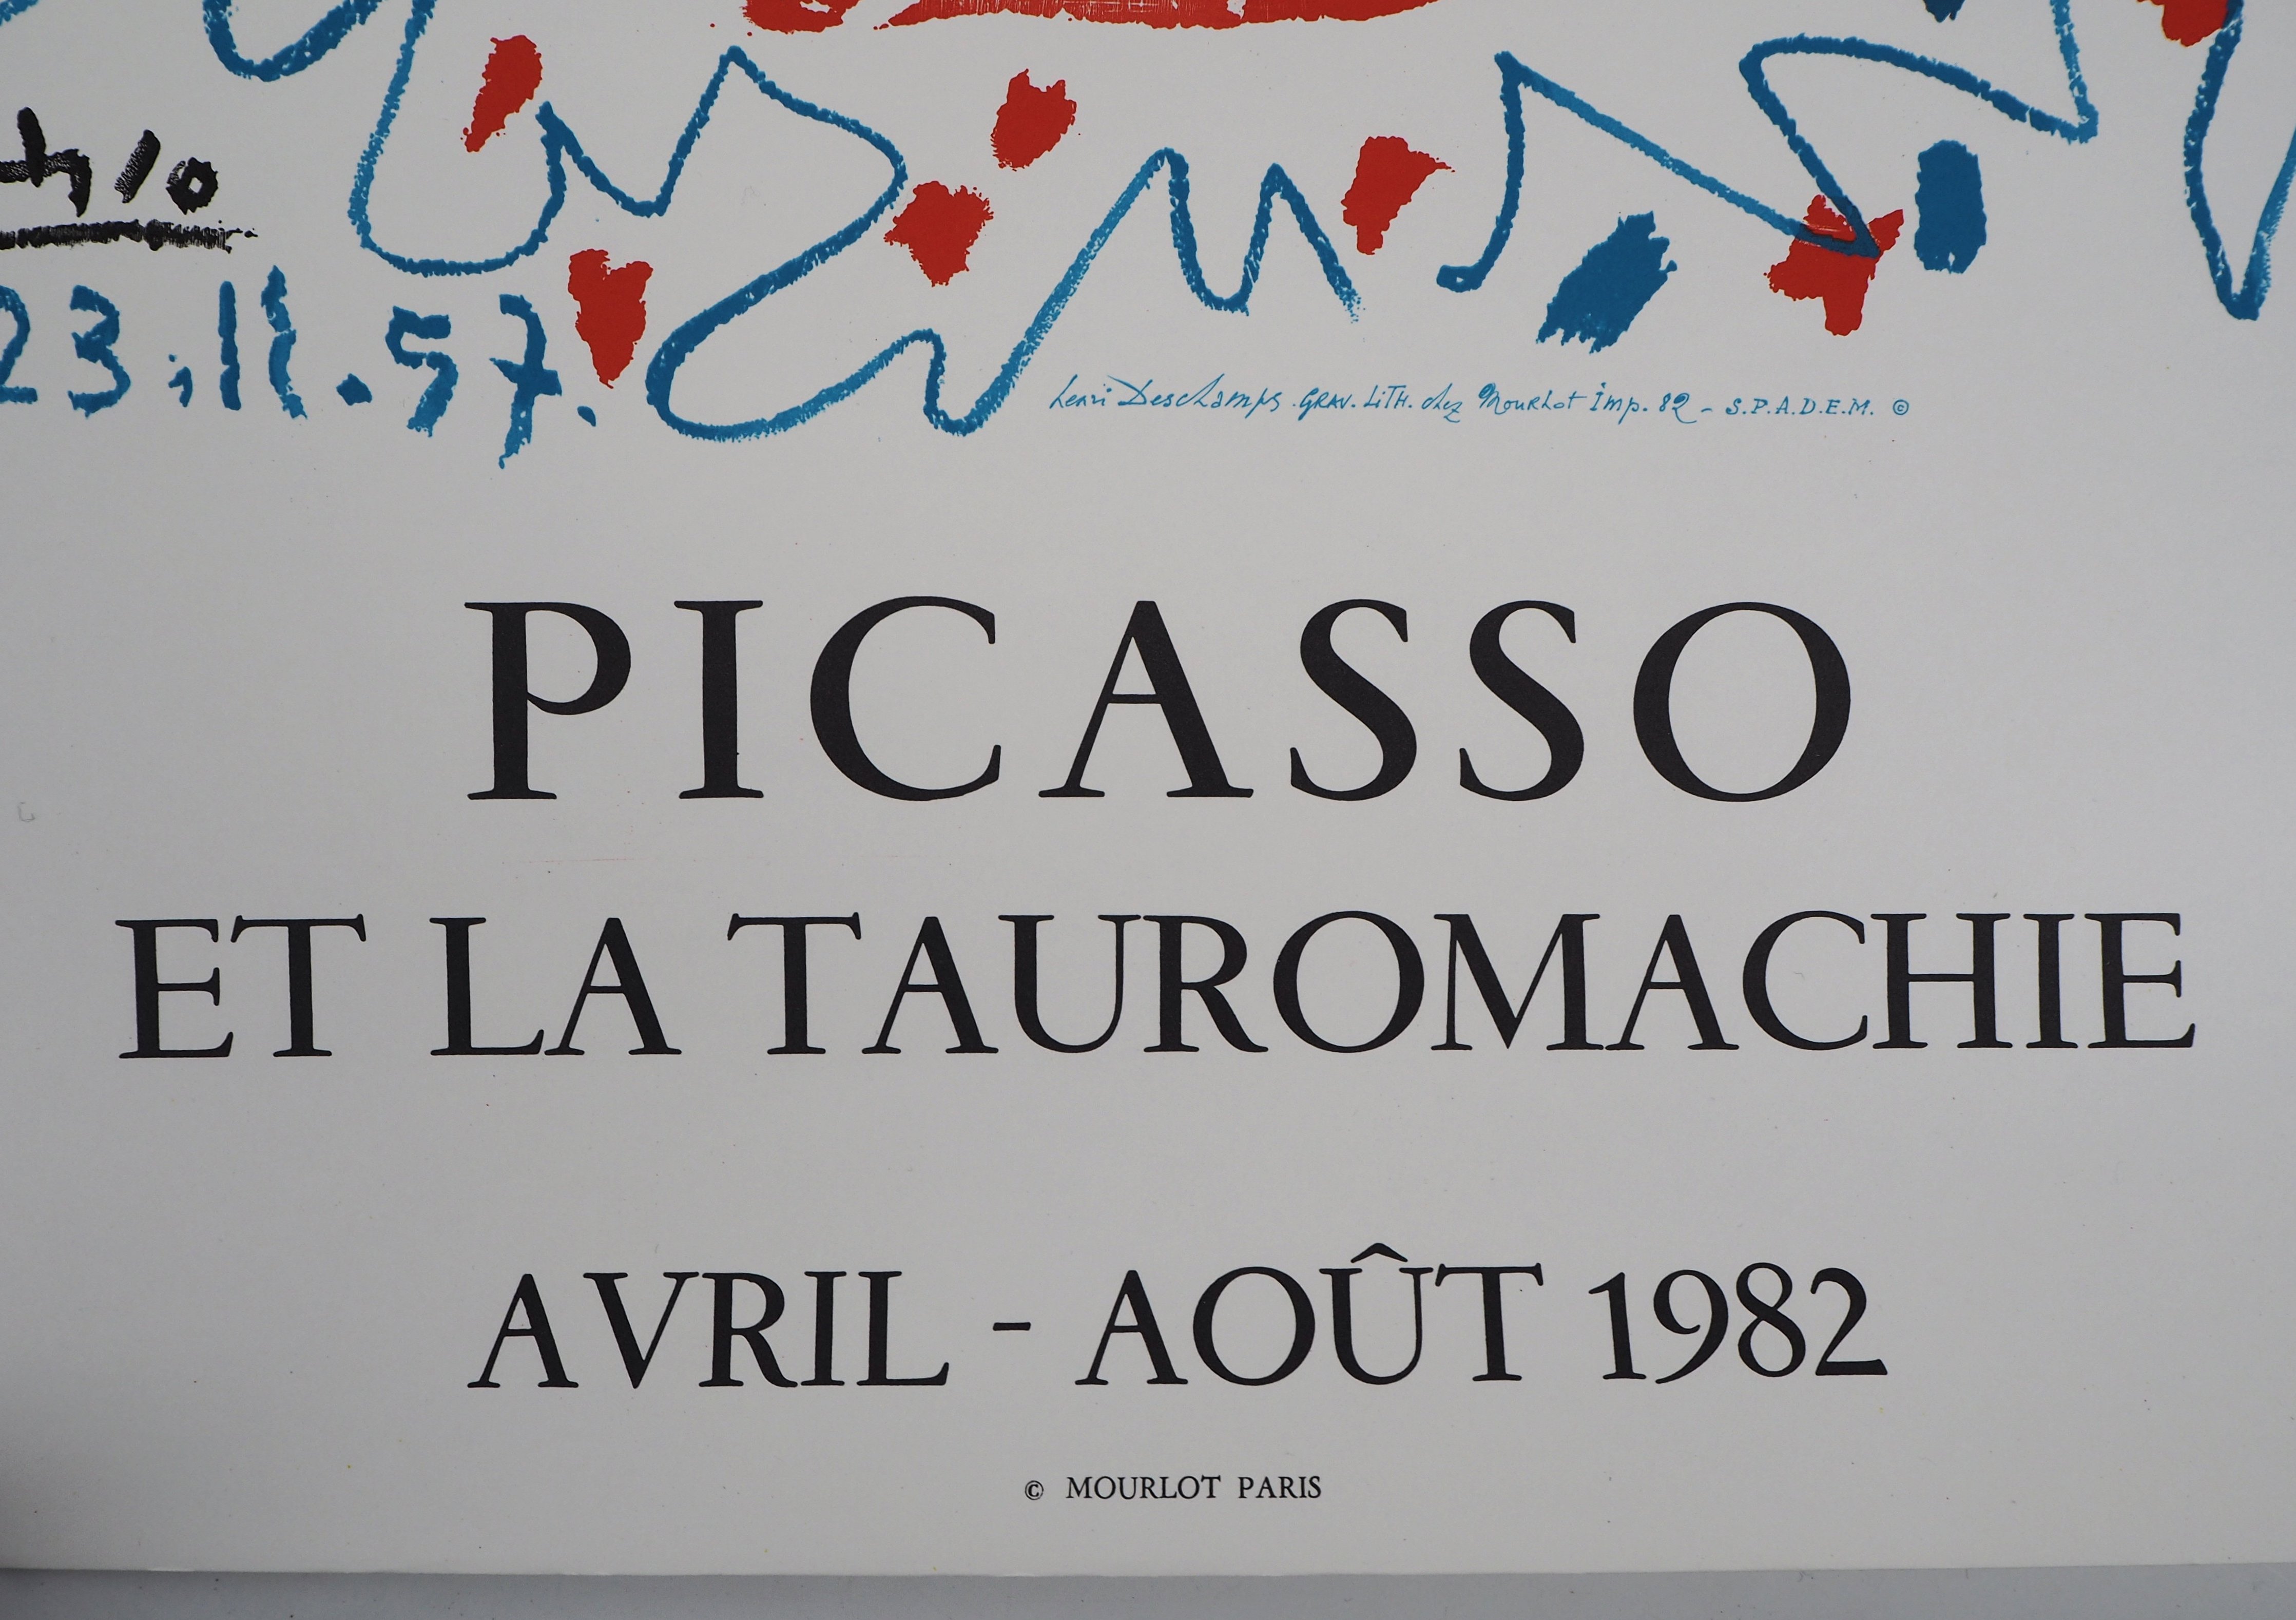 23.11.57.
Henri Deschamps. GRAV. LITH. chez Mourlot Imp. 82 - S.P.A.D.E.M. ©
PICASSO
ET LA TAUROMACHIE
AVRIL - AOÛT 1982
© MOURLOT PARIS